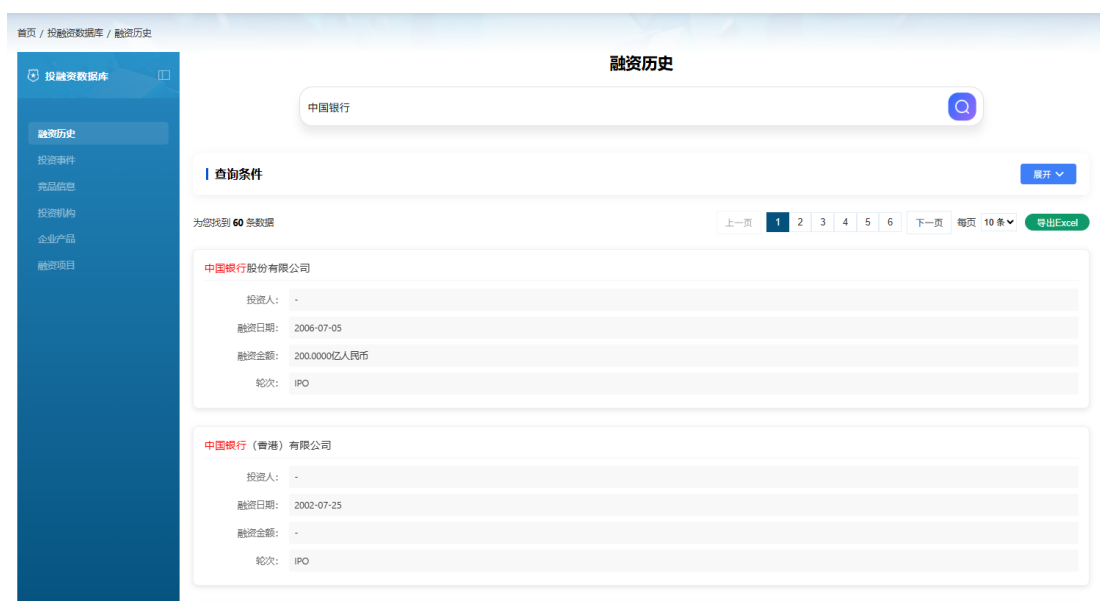 首页 / 投融资数据库 / 融资历史
投融资数据库
融资历史
投资事件
竞品信息
投资机构
企业产品
融资项目
融资历史
中国银行
查询条件
展开
为您找到 60 条数据
上一页 1 2 3 4 5 6 下一页 每页 10 条 导出Excel
中国银行股份有限公司
投资人: -
融资日期: 2006-07-05
融资金额: 200.0000亿人民币
轮次: IPO
中国银行（香港）有限公司
投资人: -
融资日期: 2002-07-25
融资金额: -
轮次: IPO